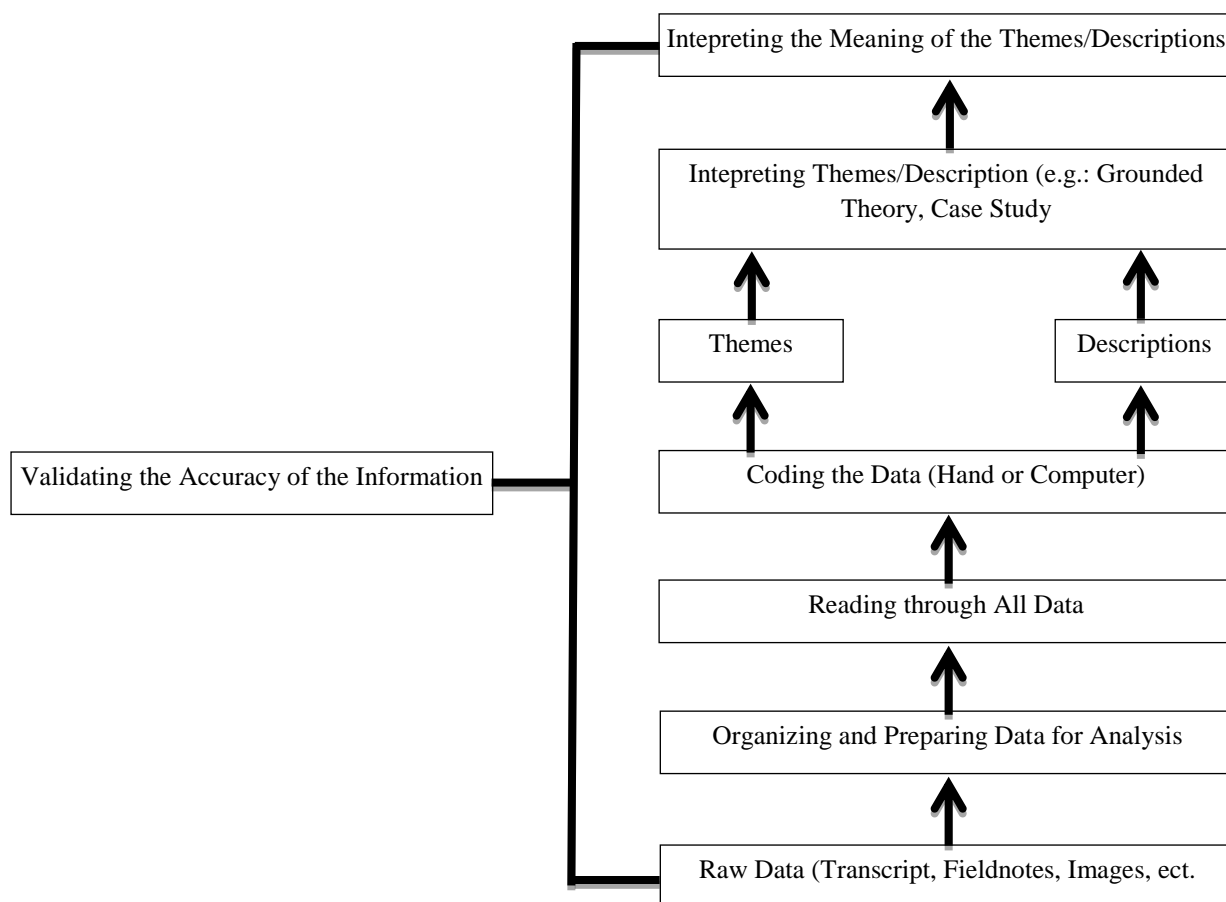 Intepreting the Meaning of the Themes/Descriptions
Intepreting Themes/Description (e.g.: Grounded
Theory, Case Study
Themes
Descriptions
Validating the Accuracy of the Information
Coding the Data (Hand or Computer)
Reading through All Data
Organizing and Preparing Data for Analysis
Raw Data (Transcript, Fieldnotes, Images, ect.